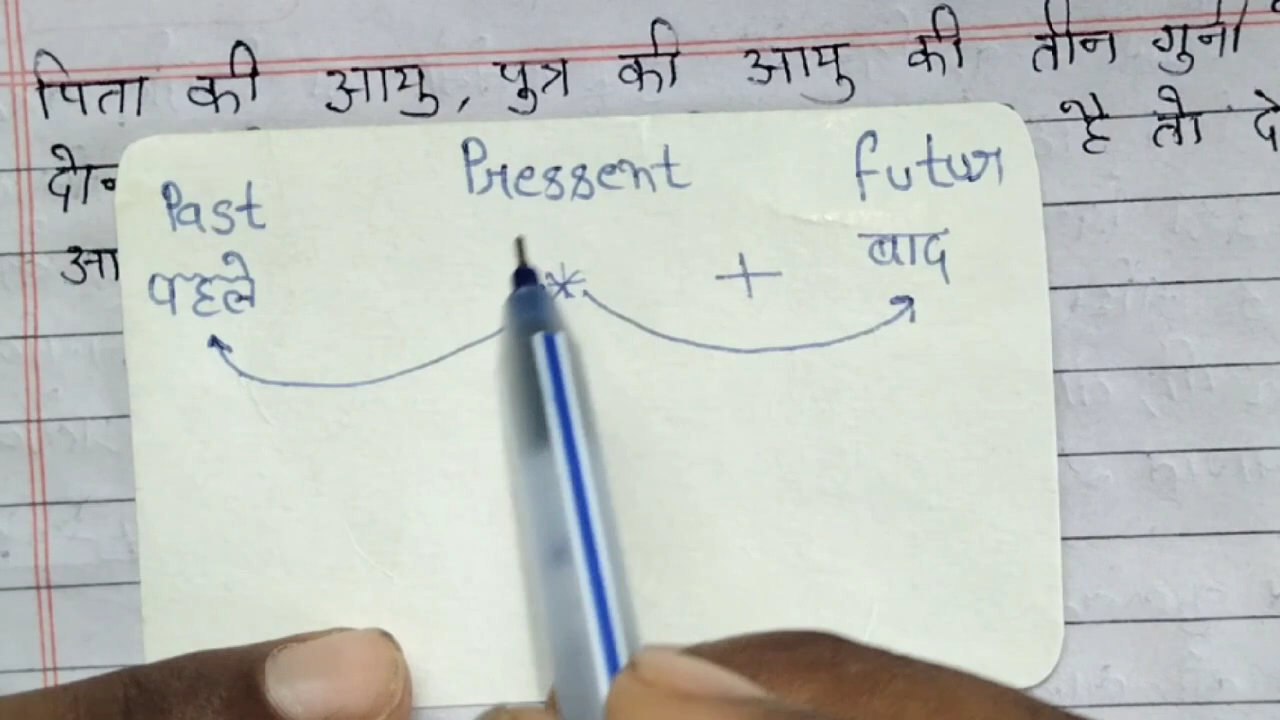 पिता की आयु, पुत्र की आयु की तीन गुनी
है तो
Past Pressent futur
पहले * + बाद